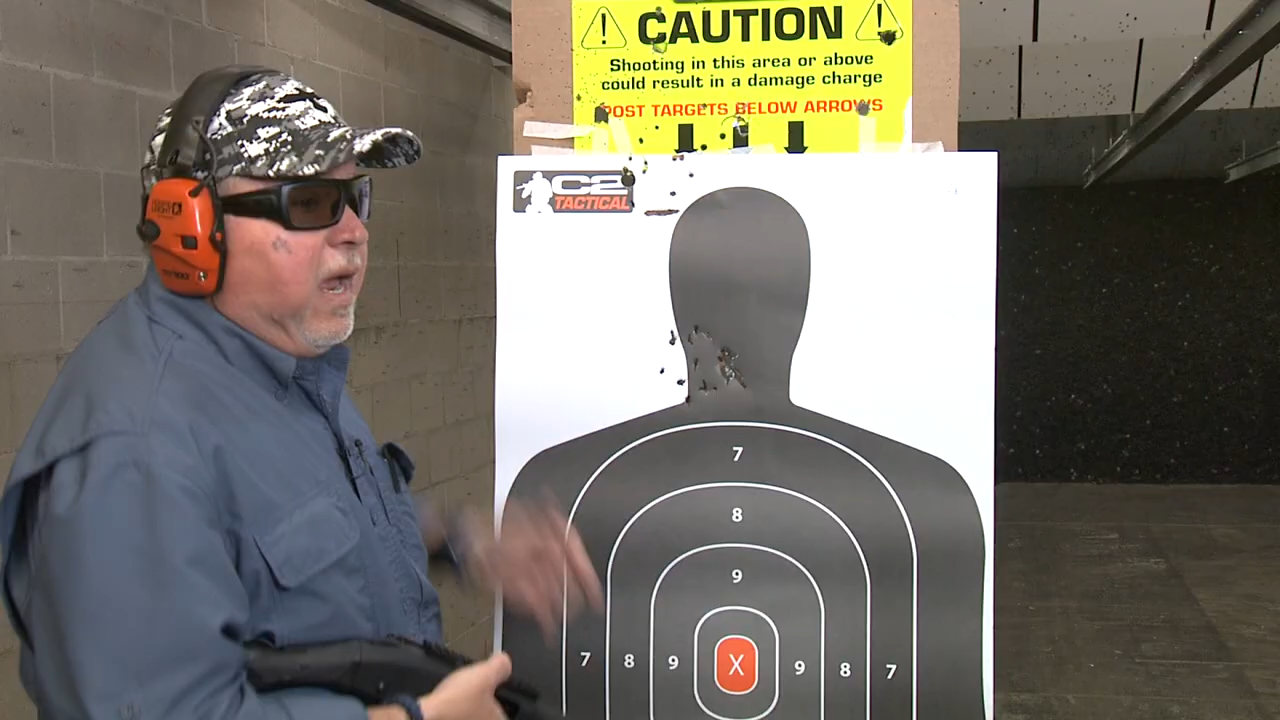 CAUTION
Shooting in this area or above
could result in a damage charge
POST TARGETS BELOW ARROWS
C2
TACTICAL
7
8
9
7 8 9 X 9 8 7